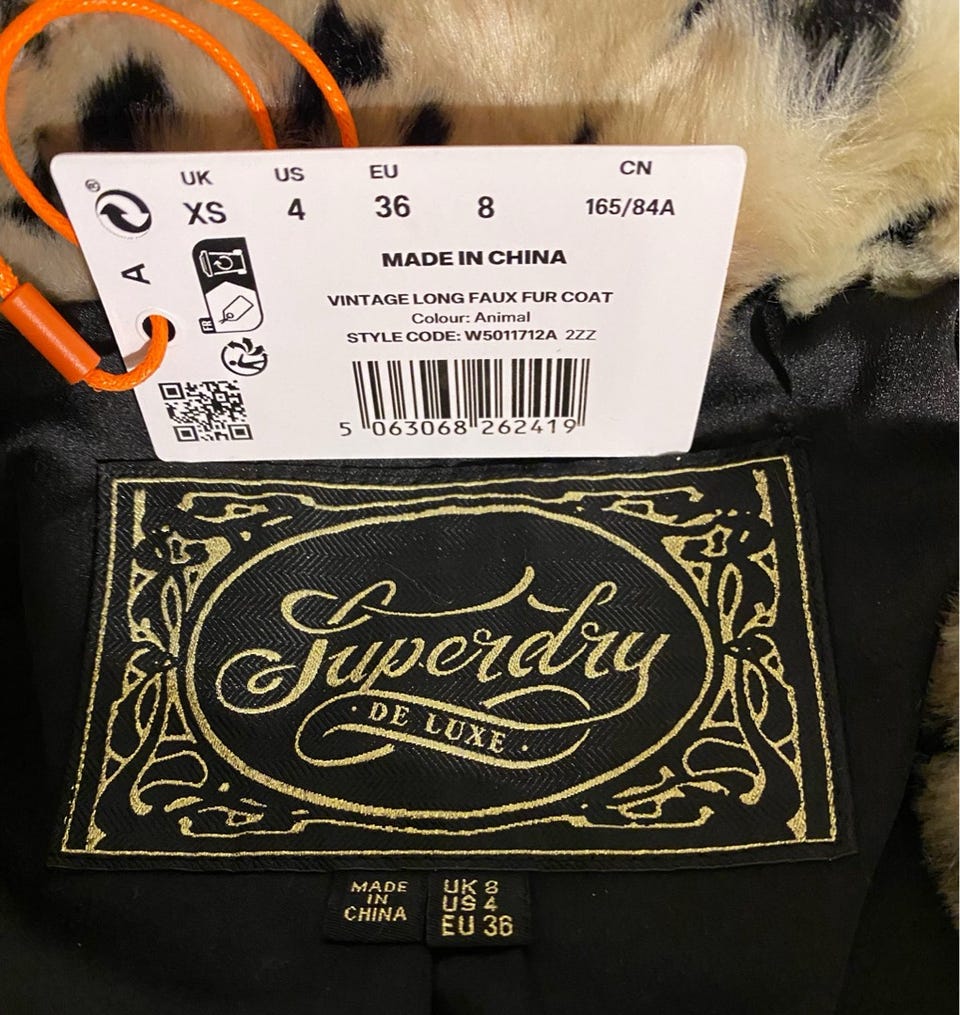 UK US EU CN
XS 4 36 8 165/84A
MADE IN CHINA
VINTAGE LONG FAUX FUR COAT
Colour: Animal
STYLE CODE: W5011712A 2ZZ
5 063068 262419
®
A
FR
Superdry
· DE LUXE ·
MADE
IN
CHINA
UK 8
US 4
EU 36